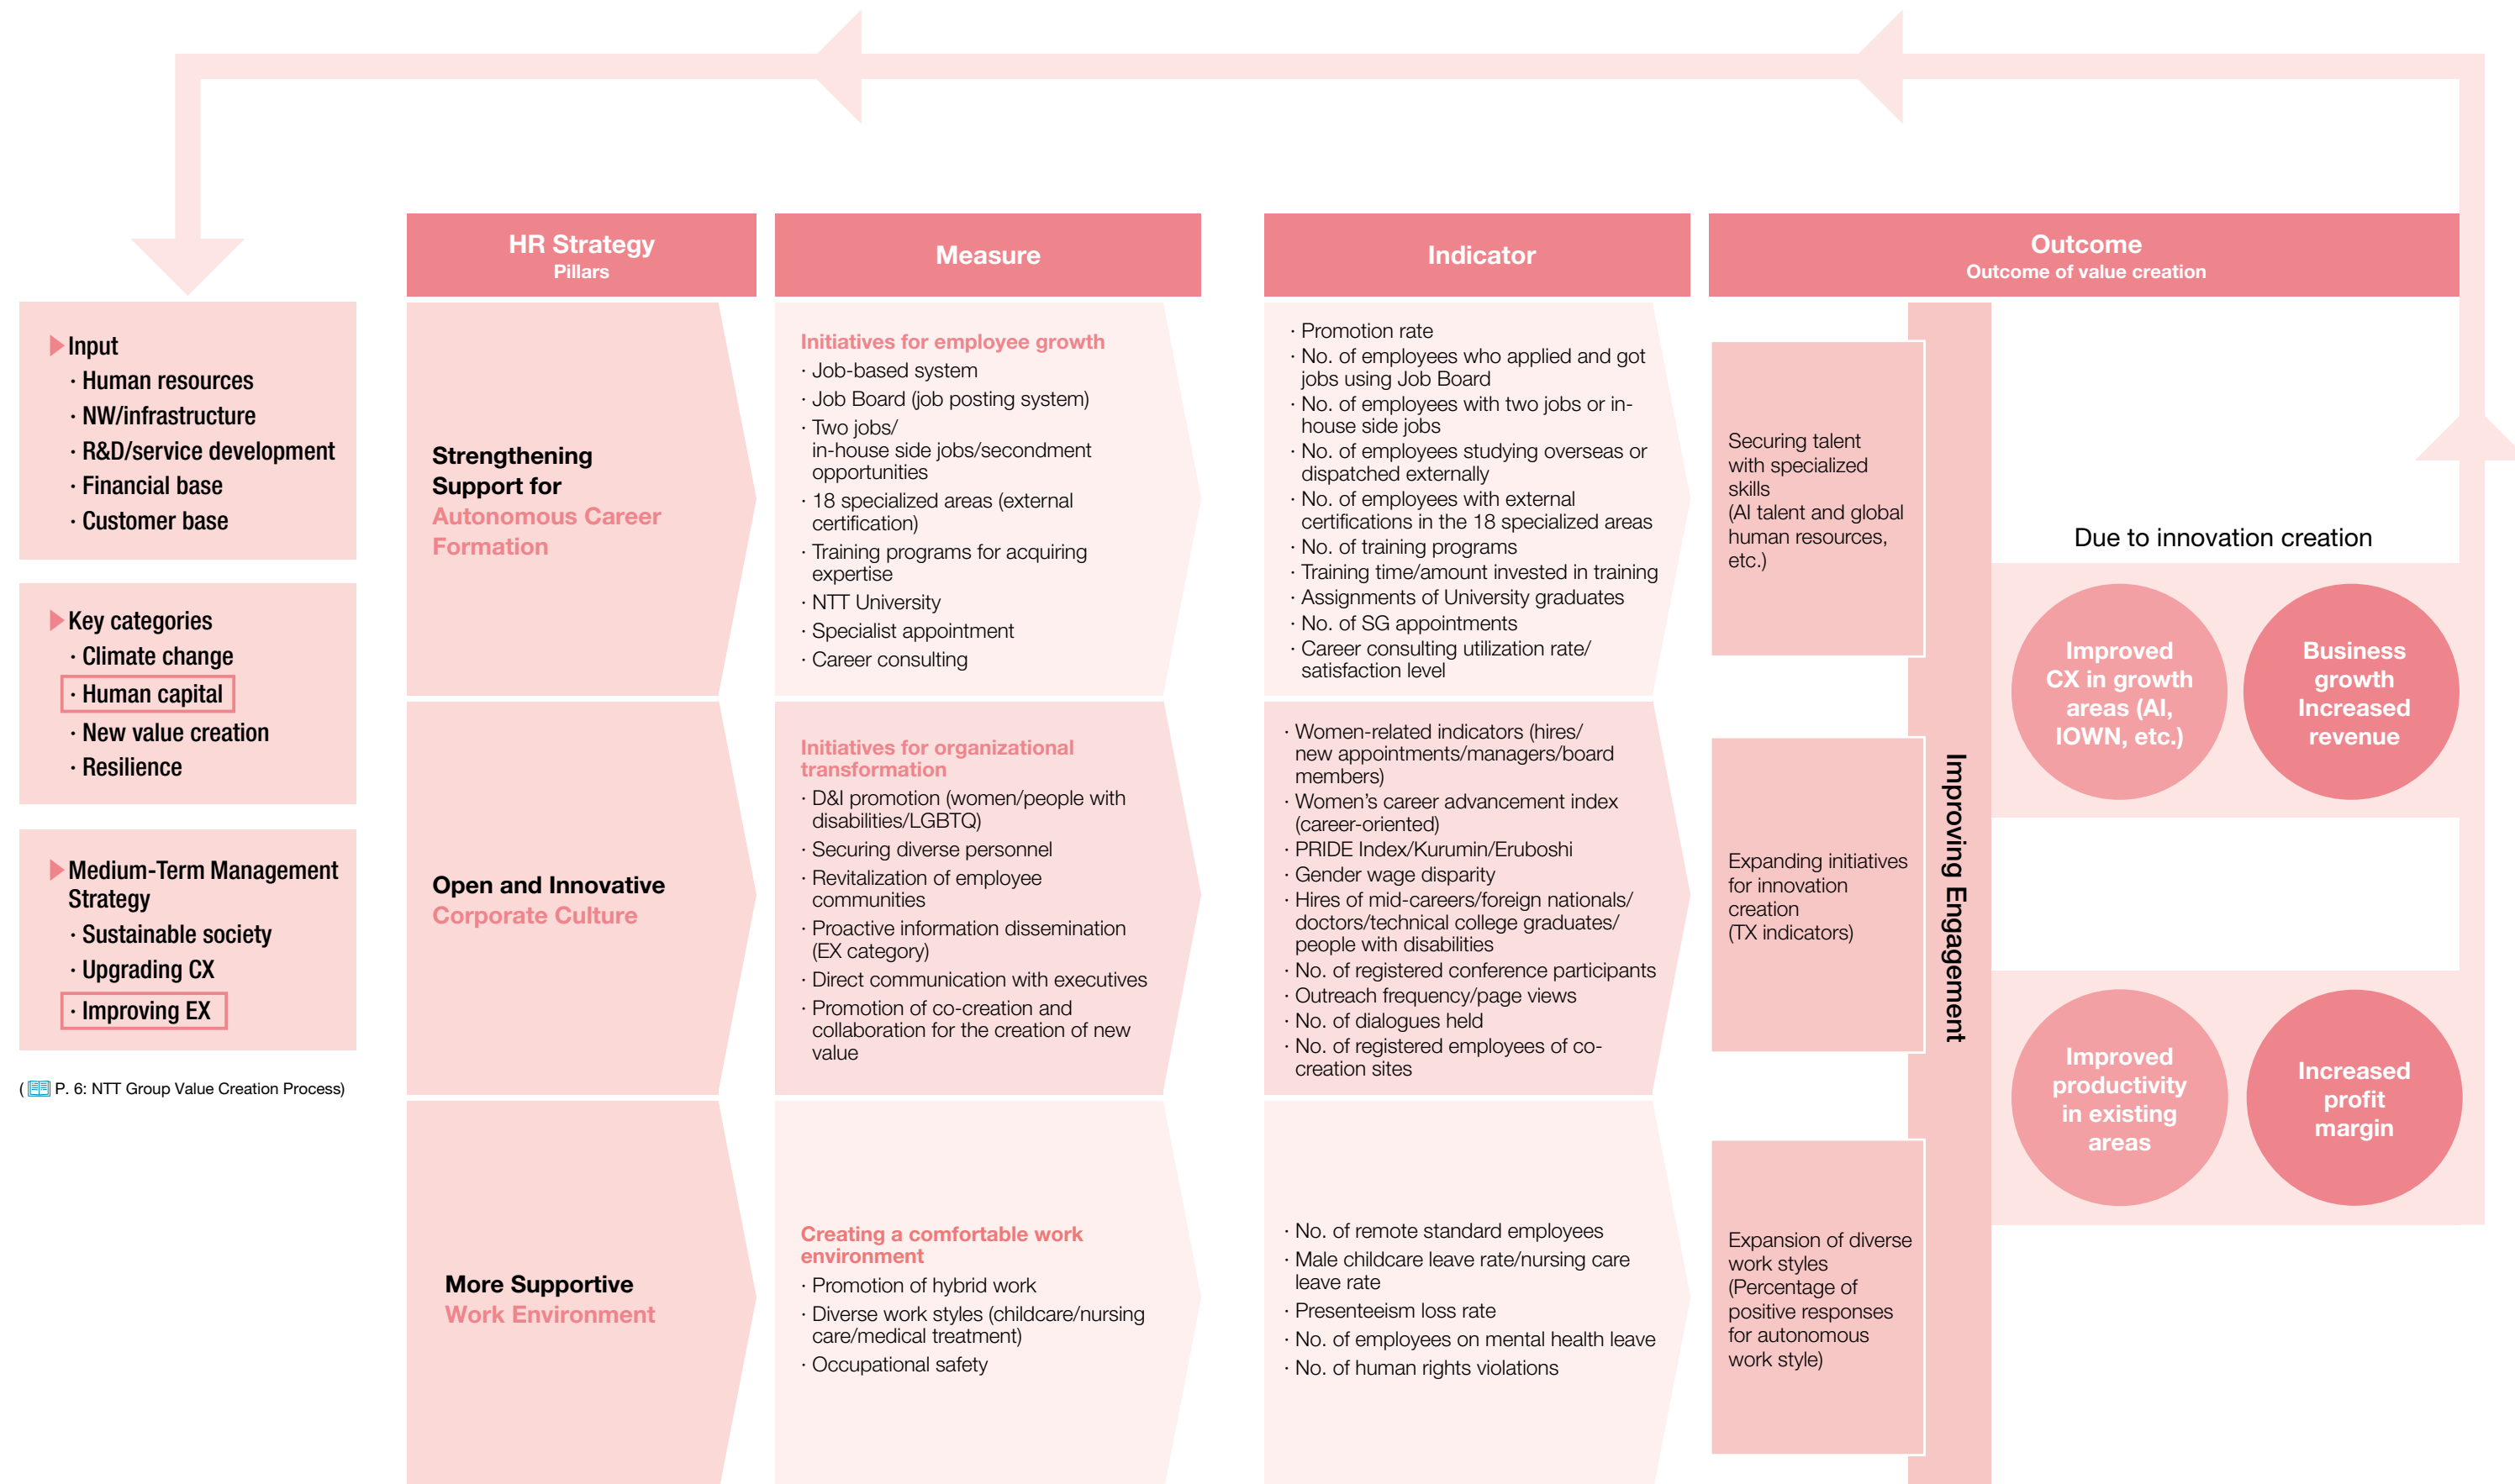 Input
· Human resources
· NW/infrastructure
· R&D/service development
· Financial base
· Customer base
Key categories
· Climate change
· Human capital
· New value creation
· Resilience
Medium-Term Management
Strategy
· Sustainable society
· Upgrading CX
· Improving EX
( P. 6: NTT Group Value Creation Process)
HR Strategy
Pillars
Measure
Indicator
Outcome
Outcome of value creation
Strengthening
Support for
Autonomous Career
Formation
Initiatives for employee growth
· Job-based system
· Job Board (job posting system)
· Two jobs/
in-house side jobs/secondment
opportunities
· 18 specialized areas (external
certification)
· Training programs for acquiring
expertise
· NTT University
· Specialist appointment
· Career consulting
· Promotion rate
· No. of employees who applied and got
jobs using Job Board
· No. of employees with two jobs or in-
house side jobs
· No. of employees studying overseas or
dispatched externally
· No. of employees with external
certifications in the 18 specialized areas
· No. of training programs
· Training time/amount invested in training
· Assignments of University graduates
· No. of SG appointments
· Career consulting utilization rate/
satisfaction level
Securing talent
with specialized
skills
(AI talent and global
human resources,
etc.)
Open and Innovative
Corporate Culture
Initiatives for organizational
transformation
· D&I promotion (women/people with
disabilities/LGBTQ)
· Securing diverse personnel
· Revitalization of employee
communities
· Proactive information dissemination
(EX category)
· Direct communication with executives
· Promotion of co-creation and
collaboration for the creation of new
value
· Women-related indicators (hires/
new appointments/managers/board
members)
· Women's career advancement index
(career-oriented)
· PRIDE Index/Kurumin/Eruboshi
· Gender wage disparity
· Hires of mid-careers/foreign nationals/
doctors/technical college graduates/
people with disabilities
· No. of registered conference participants
· Outreach frequency/page views
· No. of dialogues held
· No. of registered employees of co-
creation sites
Expanding initiatives
for innovation
creation
(TX indicators)
More Supportive
Work Environment
Creating a comfortable work
environment
· Promotion of hybrid work
· Diverse work styles (childcare/nursing
care/medical treatment)
· Occupational safety
· No. of remote standard employees
· Male childcare leave rate/nursing care
leave rate
· Presenteeism loss rate
· No. of employees on mental health leave
· No. of human rights violations
Expansion of diverse
work styles
(Percentage of
positive responses
for autonomous
work style)
Improving Engagement
Due to innovation creation
Improved
CX in growth
areas (AI,
IOWN, etc.)
Business
growth
Increased
revenue
Improved
productivity
in existing
areas
Increased
profit
margin